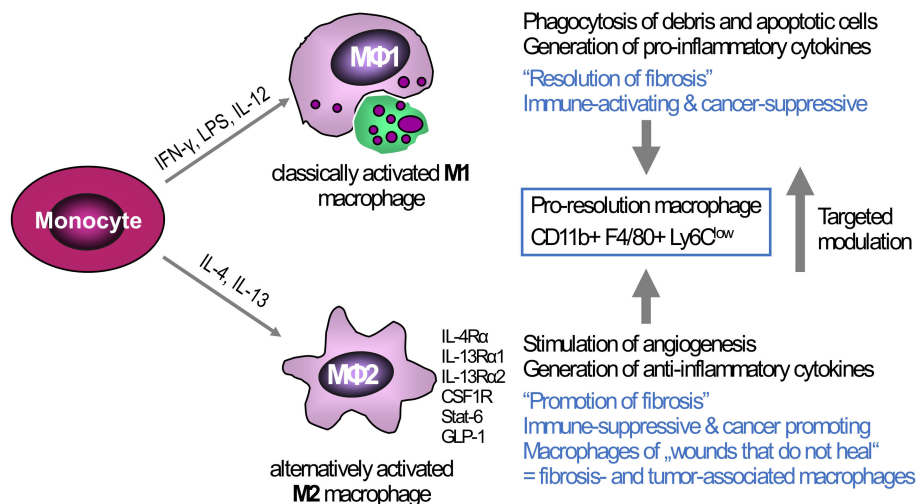 Monocyte
IFN-γ, LPS, IL-12
IL-4, IL-13
MΦ1
classically activated M1
macrophage
MΦ2
IL-4Rα
IL-13Rα1
IL-13Rα2
CSF1R
Stat-6
GLP-1
alternatively activated
M2 macrophage
Phagocytosis of debris and apoptotic cells
Generation of pro-inflammatory cytokines
“Resolution of fibrosis”
Immune-activating & cancer-suppressive
Pro-resolution macrophage
CD11b+ F4/80+ Ly6Clow
Targeted
modulation
Stimulation of angiogenesis
Generation of anti-inflammatory cytokines
“Promotion of fibrosis”
Immune-suppressive & cancer promoting
Macrophages of „wounds that do not heal“
= fibrosis- and tumor-associated macrophages